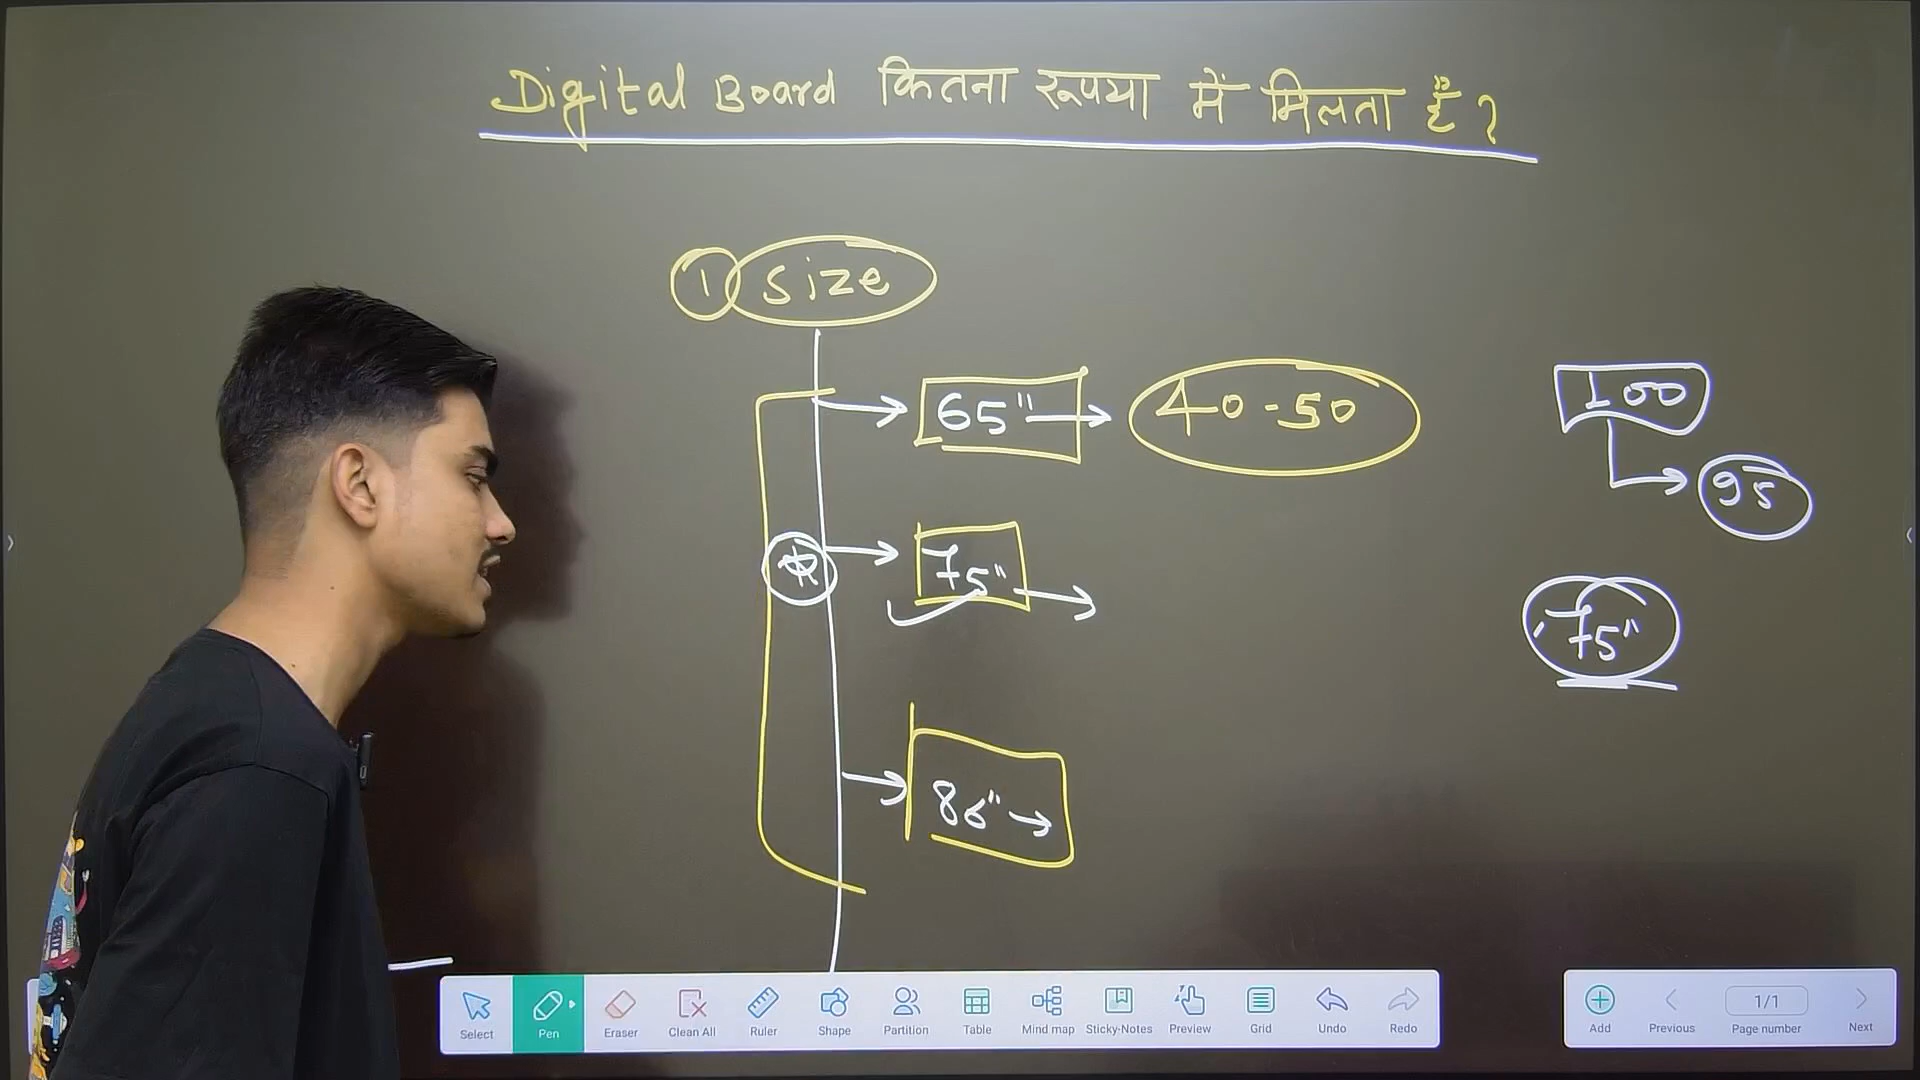 Digital Board कितना रूपया में मिलता है ?
1 Size
65" 40-50
100
95
75"
75"
86"
Select Pen Eraser Clean All Ruler Shape Partition Table Mind map Sticky-Notes Preview Grid Undo Redo
Add Previous 1/1 Page number Next